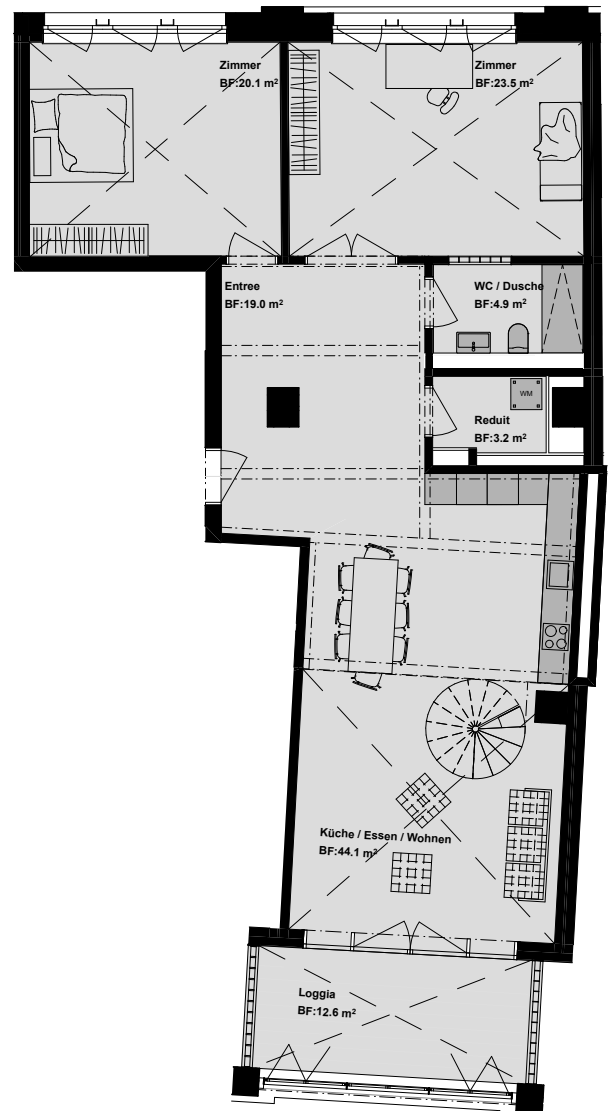 Zimmer
BF:20.1 m²
Zimmer
BF:23.5 m²
Entree
BF:19.0 m²
WC / Dusche
BF:4.9 m²
WM
Reduit
BF:3.2 m²
Küche / Essen / Wohnen
BF:44.1 m²
Loggia
BF:12.6 m²